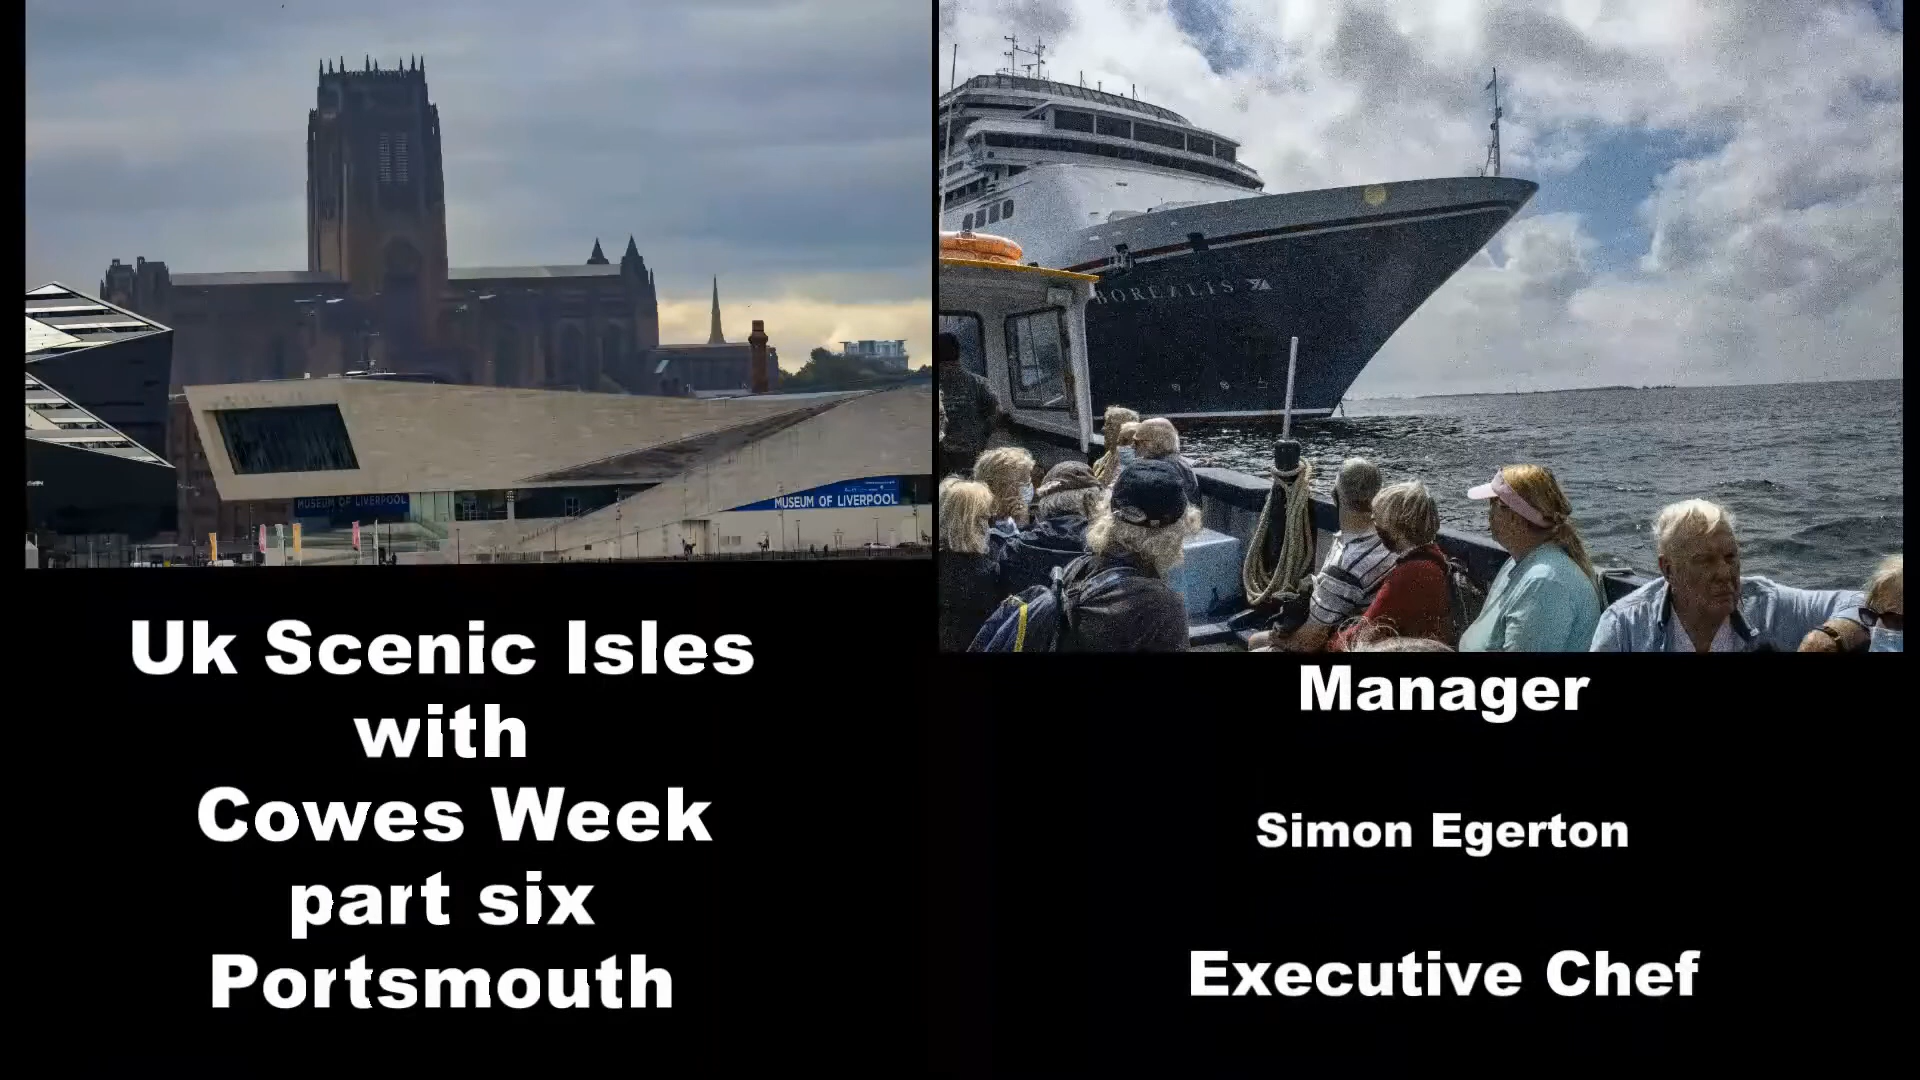 MUSEUM OF LIVERPOOL
MUSEUM OF LIVERPOOL
BOREALIS
Uk Scenic Isles
with
Cowes Week
part six
Portsmouth
Manager
Simon Egerton
Executive Chef